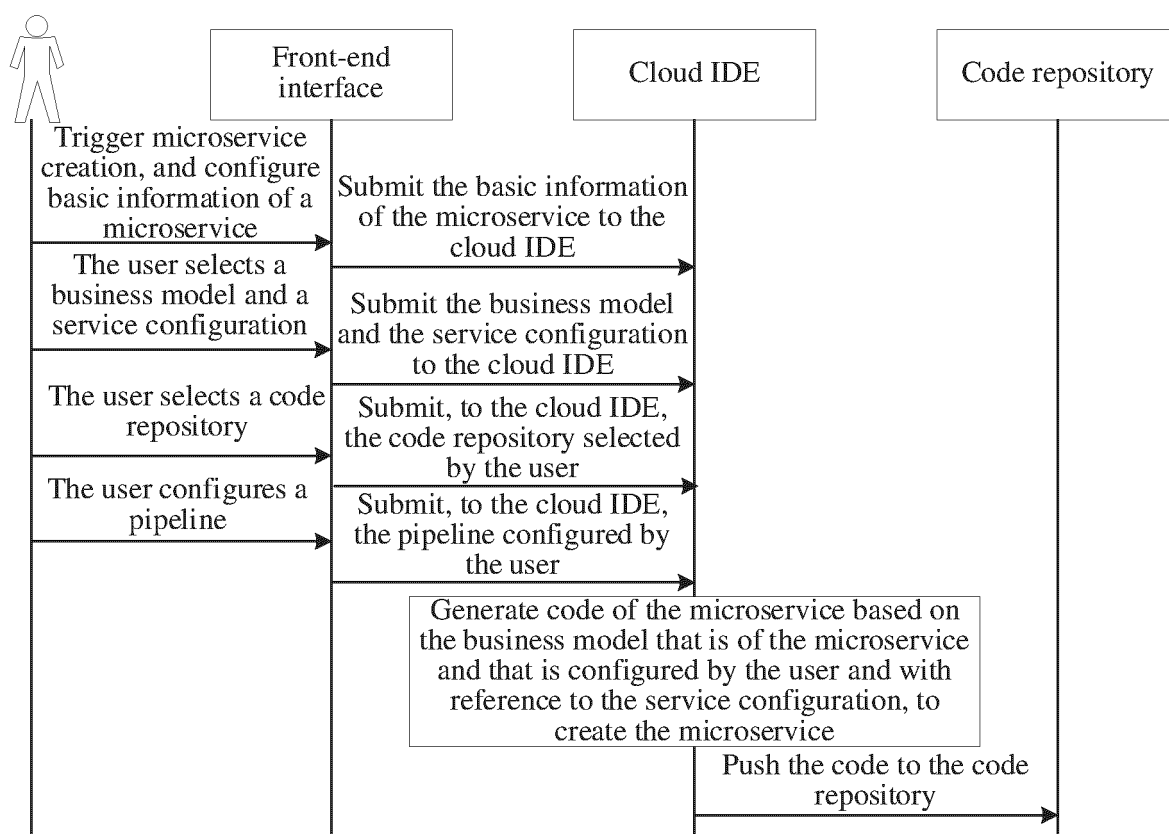 Front-end
interface
Cloud IDE
Code repository
Trigger microservice
creation, and configure
basic information of a
microservice
Submit the basic information
of the microservice to the
cloud IDE
The user selects a
business model and a
service configuration
Submit the business model
and the service configuration
to the cloud IDE
The user selects a code
repository
Submit, to the cloud IDE,
the code repository selected
by the user
The user configures a
pipeline
Submit, to the cloud IDE,
the pipeline configured by
the user
Generate code of the microservice based on
the business model that is of the microservice
and that is configured by the user and with
reference to the service configuration, to
create the microservice
Push the code to the code
repository